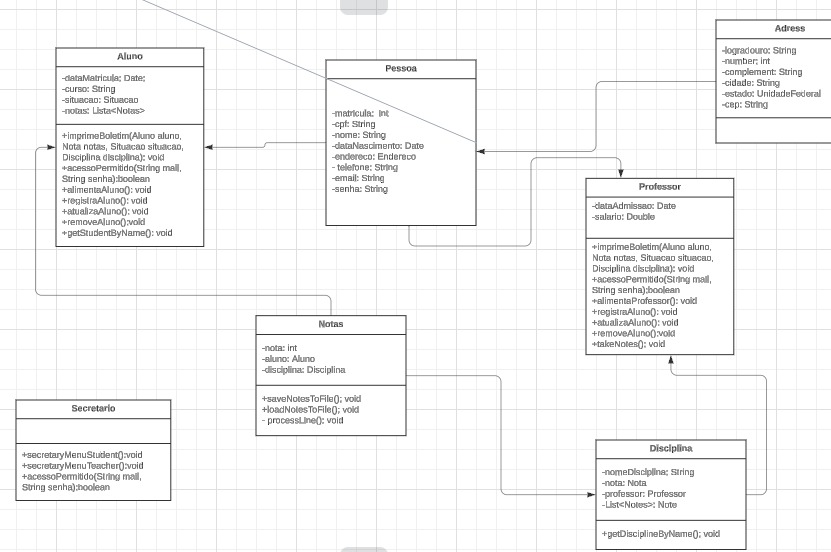 Aluno
-dataMatricula; Date;
-curso: String
-situacao: Situacao
-notas: Lista<Notas>
+imprimeBoletim(Aluno aluno,
Nota notas, Situacao situacao,
Disciplina disciplina): void
+acessoPermitido(String mail,
String senha):boolean
+alimentaAluno(): void
+registraAluno(): void
+atualizaAluno(): void
+removeAluno():void
+getStudentByName(): void
Pessoa
-matricula: int
-cpf: String
-nome: String
-dataNascimento: Date
-endereco: Endereco
- telefone: String
-email: String
-senha: String
Adress
-logradouro: String
-number; int
-complement: String
-cidade: String
-estado: UnidadeFederal
-cep: String
Professor
-dataAdmissao: Date
-salario: Double
+imprimeBoletim(Aluno aluno,
Nota notas, Situacao situacao,
Disciplina disciplina): void
+acessoPermitido(String mail,
String senha):boolean
+alimentaProfessor(): void
+registraAluno(): void
+atualizaAluno(): void
+removeAluno():void
+takeNotes(); void
Notas
-nota: int
-aluno: Aluno
-disciplina: Disciplina
+saveNotesToFile(); void
+loadNotesToFile(); void
- processLine(); void
Secretario
+secretaryMenuStudent():void
+secretaryMenuTeacher():void
+acessoPermitido(String mail,
String senha):boolean
Disciplina
-nomeDisciplina; String
-nota: Nota
-professor: Professor
-List<Notes>: Note
+getDisciplineByName(); void